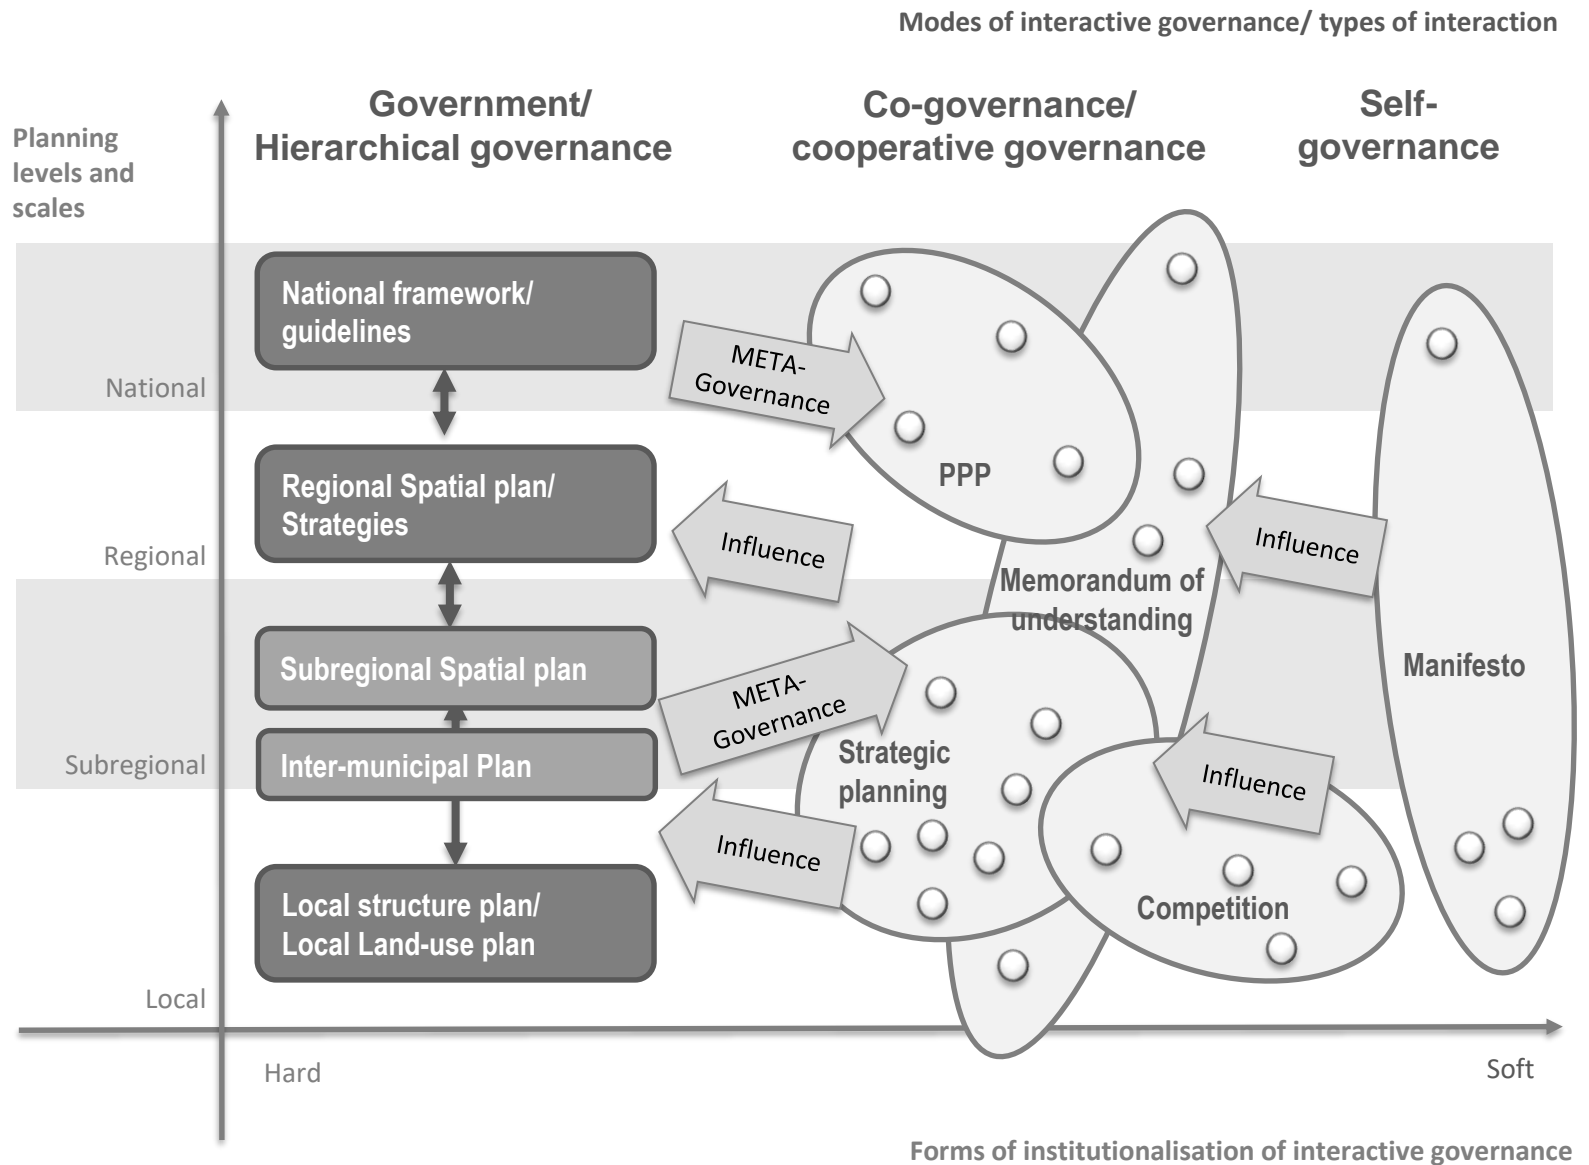 Modes of interactive governance/ types of interaction
Government/
Hierarchical governance
Co-governance/
cooperative governance
Self-
governance
Planning
levels and
scales
National framework/
guidelines
META-
Governance
National
PPP
Regional Spatial plan/
Strategies
Influence
Influence
Regional
Memorandum of
understanding
Subregional Spatial plan
META-
Governance
Manifesto
Strategic
planning
Inter-municipal Plan
Subregional
Influence
Influence
Local structure plan/
Local Land-use plan
Competition
Local
Hard
Soft
Forms of institutionalisation of interactive governance